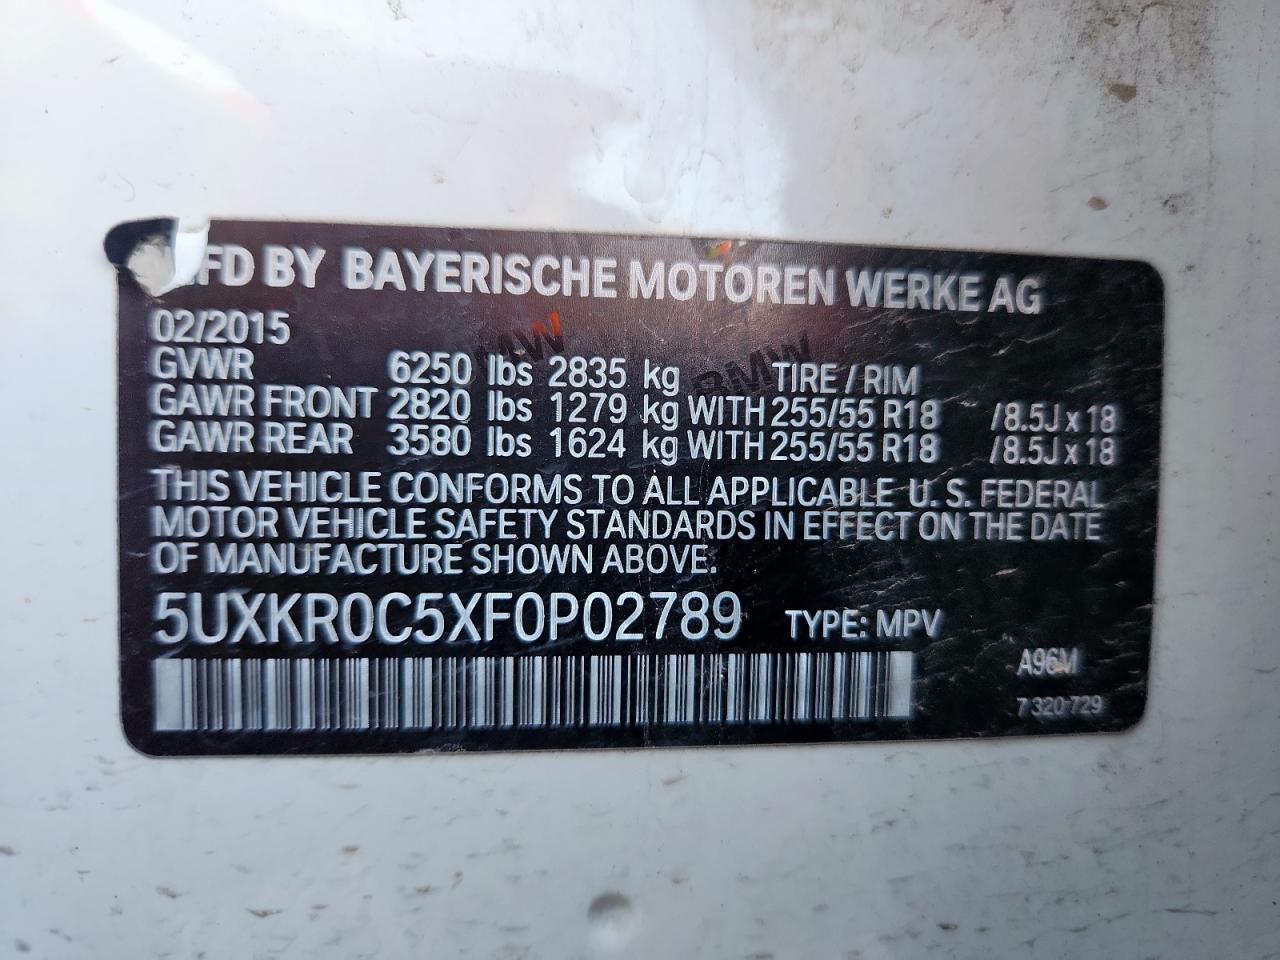 MFD BY BAYERISCHE MOTOREN WERKE AG
02/2015
GVWR 6250 lbs 2835 kg TIRE / RIM
GAWR FRONT 2820 lbs 1279 kg WITH 255/55 R18 /8.5J x 18
GAWR REAR 3580 lbs 1624 kg WITH 255/55 R18 /8.5J x 18
THIS VEHICLE CONFORMS TO ALL APPLICABLE U. S. FEDERAL
MOTOR VEHICLE SAFETY STANDARDS IN EFFECT ON THE DATE
OF MANUFACTURE SHOWN ABOVE.
5UXKR0C5XF0P02789 TYPE: MPV
A96M
7 320 729
BMW
BMW